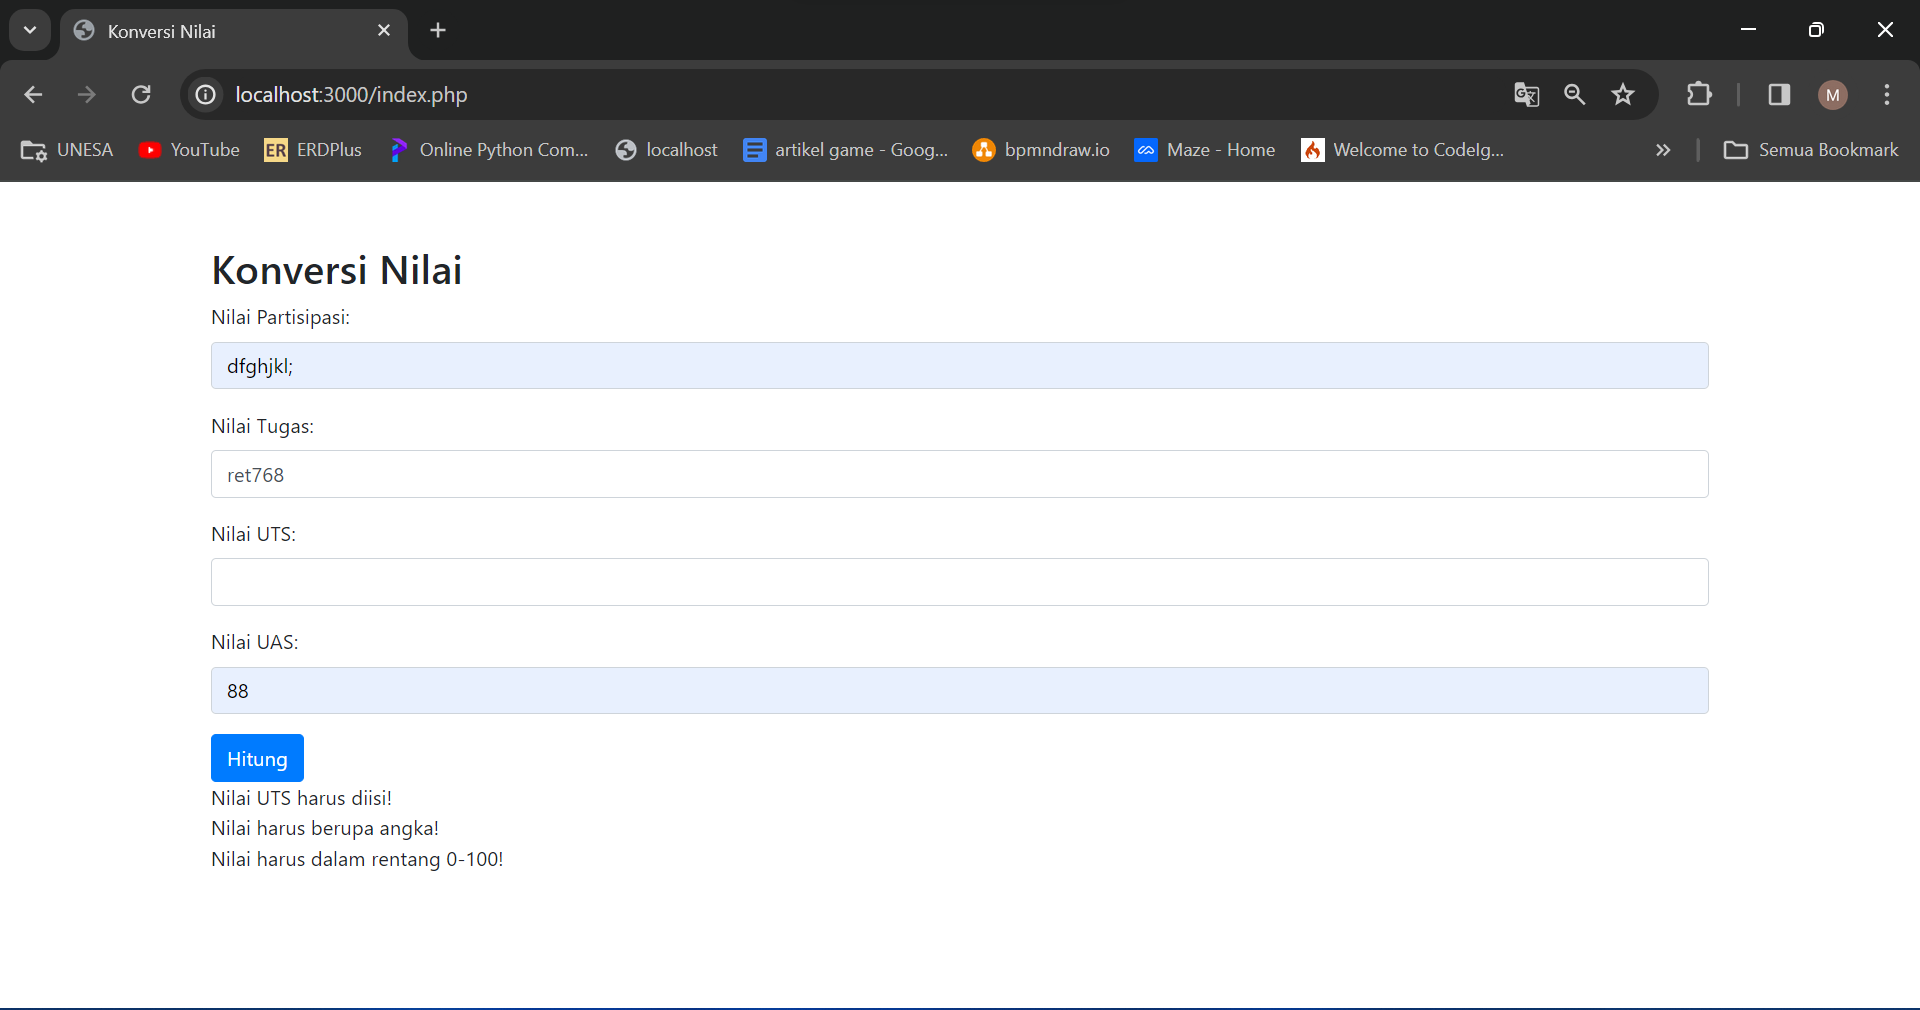 Konversi Nilai
localhost:3000/index.php
M
UNESA YouTube ER ERDPlus Online Python Com... localhost artikel game - Goog... bpmndraw.io Maze - Home Welcome to CodeIg... Semua Bookmark
Konversi Nilai
Nilai Partisipasi:
dfghjkl;
Nilai Tugas:
ret768
Nilai UTS:
Nilai UAS:
88
Hitung
Nilai UTS harus diisi!
Nilai harus berupa angka!
Nilai harus dalam rentang 0-100!